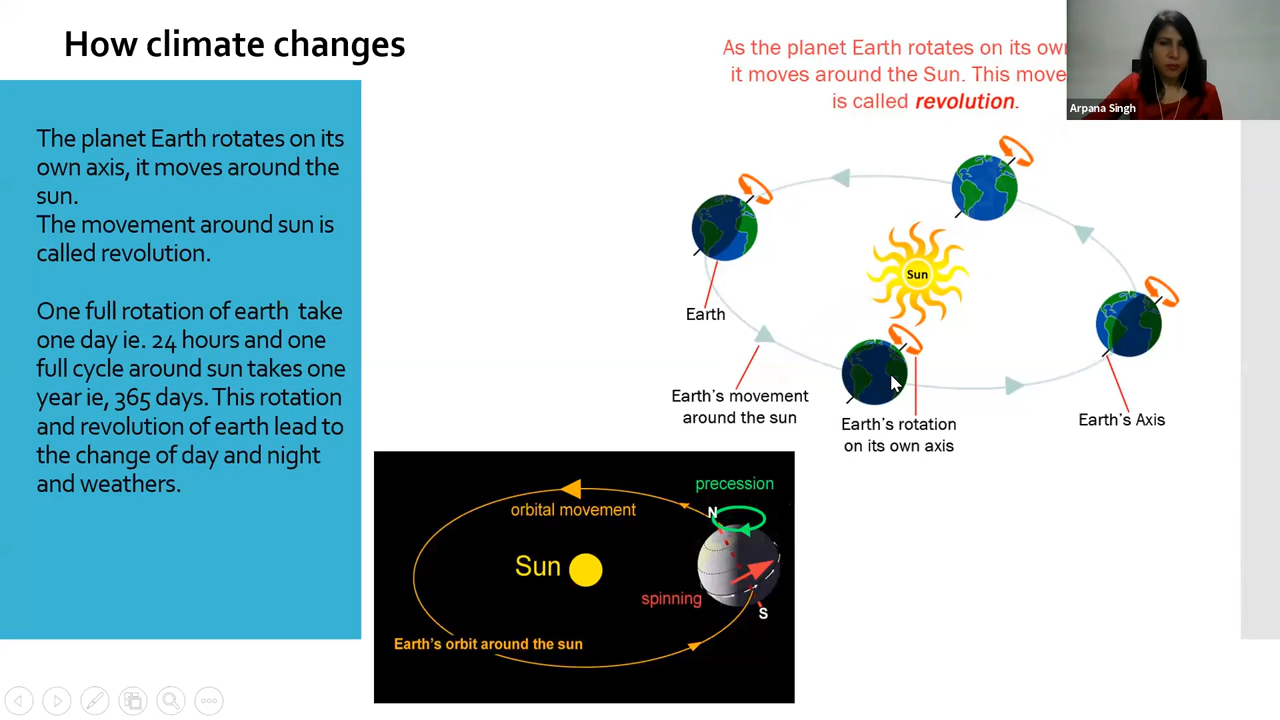 How climate changes
The planet Earth rotates on its
own axis, it moves around the
sun.
The movement around sun is
called revolution.
One full rotation of earth take
one day ie. 24 hours and one
full cycle around sun takes one
year ie, 365 days. This rotation
and revolution of earth lead to
the change of day and night
and weathers.
As the planet Earth rotates on its
it moves around the Sun. This
is called revolution.
Arpana Singh
Sun
Earth
Earth's movement
around the sun
Earth's rotation
on its own axis
Earth's Axis
precession
N
orbital movement
Sun
spinning
S
Earth's orbit around the sun